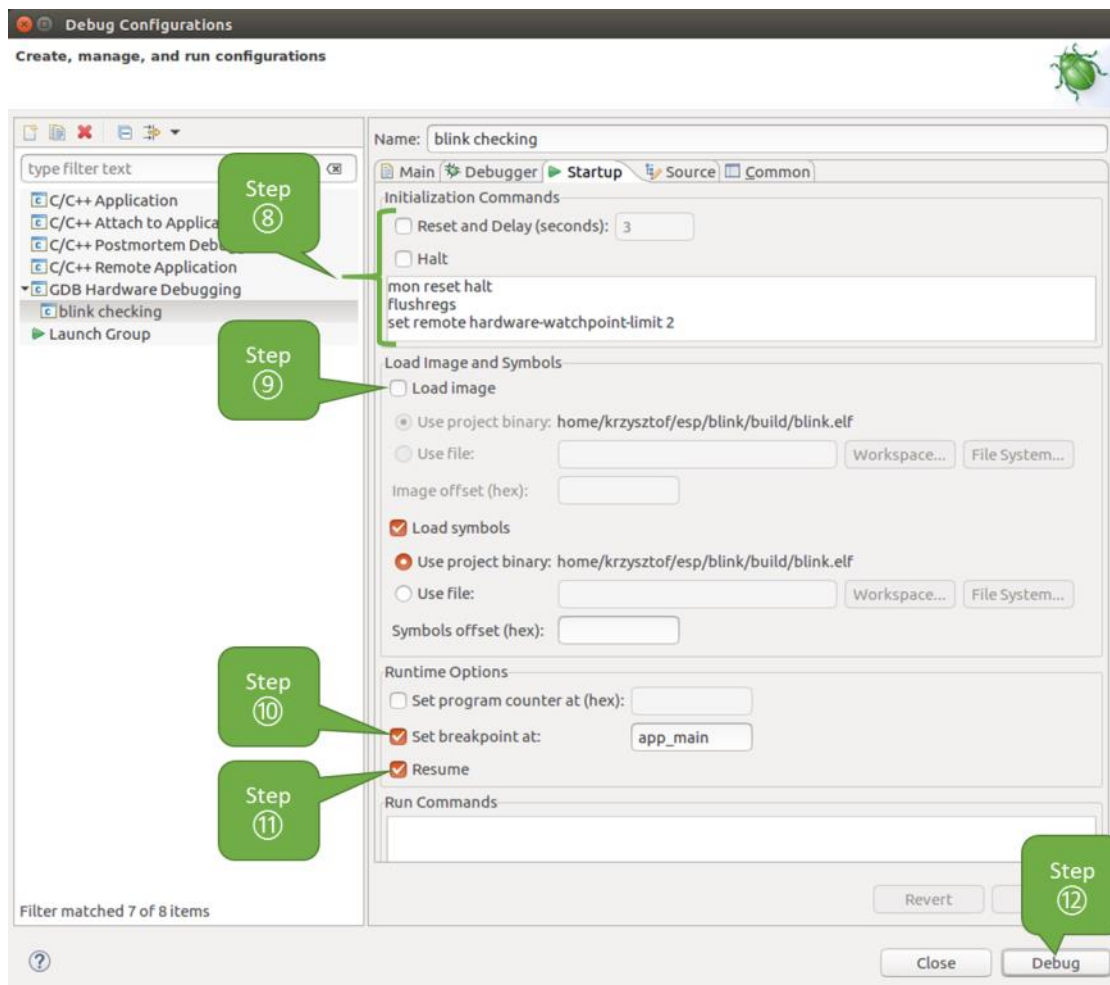 Debug Configurations
Create, manage, and run configurations
type filter text
C/C++ Application
C/C++ Attach to Applica
C/C++ Postmortem Debu
C/C++ Remote Application
GDB Hardware Debugging
blink checking
Launch Group
Filter matched 7 of 8 items
Name: blink checking
Main Debugger Startup Source Common
Initialization Commands
Reset and Delay (seconds): 3
Halt
mon reset halt
flushregs
set remote hardware-watchpoint-limit 2
Step
⑧
Load Image and Symbols
Load image
Step
⑨
Use project binary: home/krzysztof/esp/blink/build/blink.elf
Use file: Workspace... File System...
Image offset (hex):
Load symbols
Use project binary: home/krzysztof/esp/blink/build/blink.elf
Use file: Workspace... File System...
Symbols offset (hex):
Runtime Options
Set program counter at (hex):
Step
⑩
Set breakpoint at: app_main
Resume
Step
⑪
Run Commands
Step
⑫
Revert
Close Debug